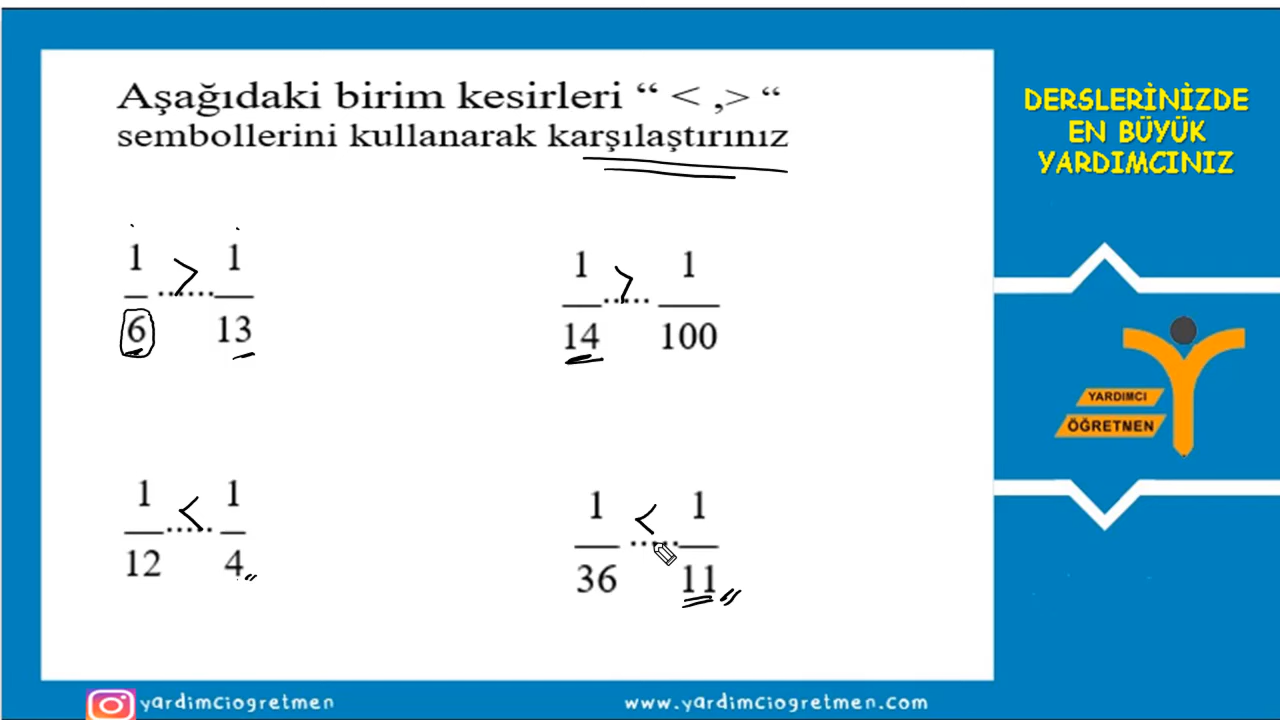 Aşağıdaki birim kesirleri “ < ,> “
sembollerini kullanarak karşılaştırınız
DERSLERİNİZDE
EN BÜYÜK
YARDIMCINIZ
1 > 1
......
6 13
1 > 1
.....
14 100
YARDIMCI
ÖĞRETMEN
1 < 1
.....
12 4
1 < 1
.....
36 11
yardimciogretmen
www.yardimciogretmen.com